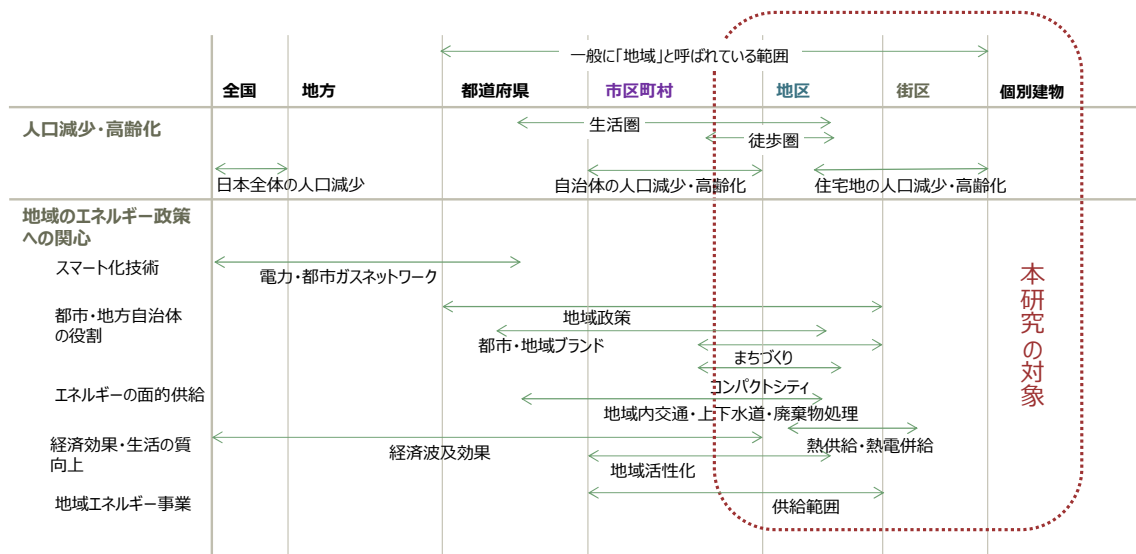 一般に「地域」と呼ばれている範囲
全国
地方
都道府県
市区町村
地区
街区
個別建物
人口減少・高齢化
生活圏
徒歩圏
日本全体の人口減少
自治体の人口減少・高齢化
住宅地の人口減少・高齢化
地域のエネルギー政策
への関心
スマート化技術
電力・都市ガスネットワーク
都市・地方自治体
の役割
地域政策
都市・地域ブランド
まちづくり
エネルギーの面的供給
コンパクトシティ
地域内交通・上下水道・廃棄物処理
経済効果・生活の質
向上
経済波及効果
熱供給・熱電併給
地域活性化
地域エネルギー事業
供給範囲
本研究の対象